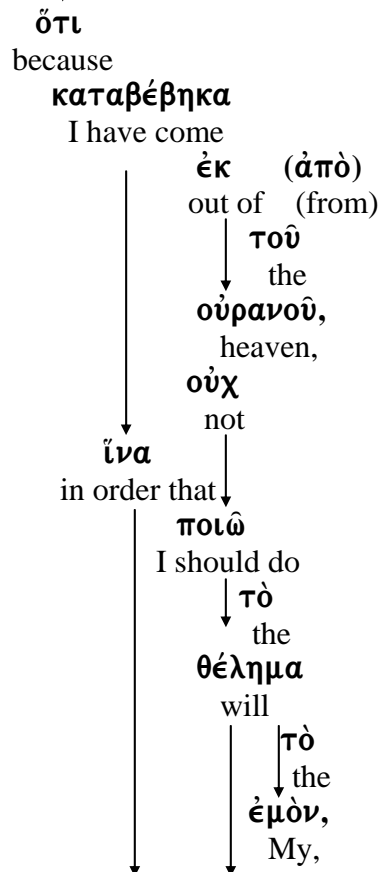 ὅτι
because
καταβέβηκα
I have come
ἐκ (ἀπὸ)
out of (from)
τοῦ
the
οὐρανοῦ,
heaven,
οὐχ
not
ἵνα
in order that
ποιῶ
I should do
τὸ
the
θέλημα
will
τὸ
the
ἐμὸν,
My,